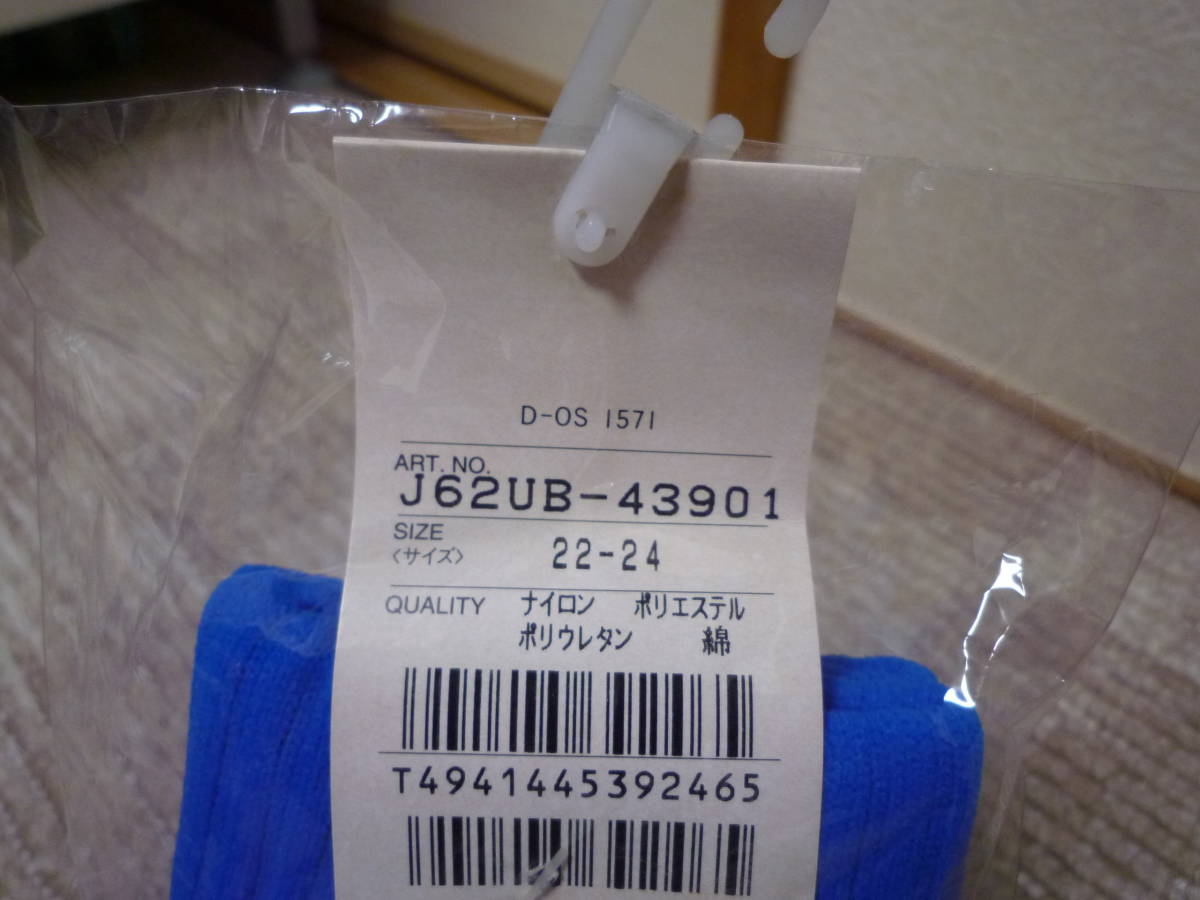 D-OS 1571
ART. NO.
J62UB-43901
SIZE
〈サイズ〉 22-24
QUALITY ナイロン ポリエステル
ポリウレタン 綿
T4941445392465